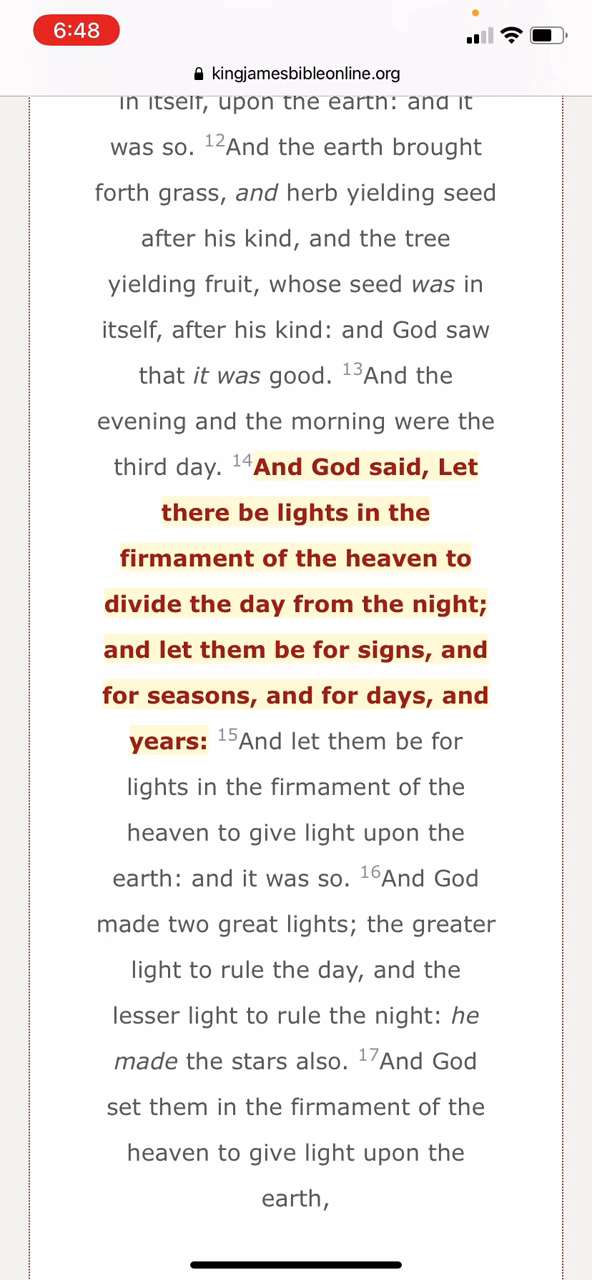 6:48
kingjamesbibleonline.org
in itself, upon the earth: and it
was so. 12And the earth brought
forth grass, and herb yielding seed
after his kind, and the tree
yielding fruit, whose seed was in
itself, after his kind: and God saw
that it was good. 13And the
evening and the morning were the
third day. 14And God said, Let
there be lights in the
firmament of the heaven to
divide the day from the night;
and let them be for signs, and
for seasons, and for days, and
years: 15And let them be for
lights in the firmament of the
heaven to give light upon the
earth: and it was so. 16And God
made two great lights; the greater
light to rule the day, and the
lesser light to rule the night: he
made the stars also. 17And God
set them in the firmament of the
heaven to give light upon the
earth,